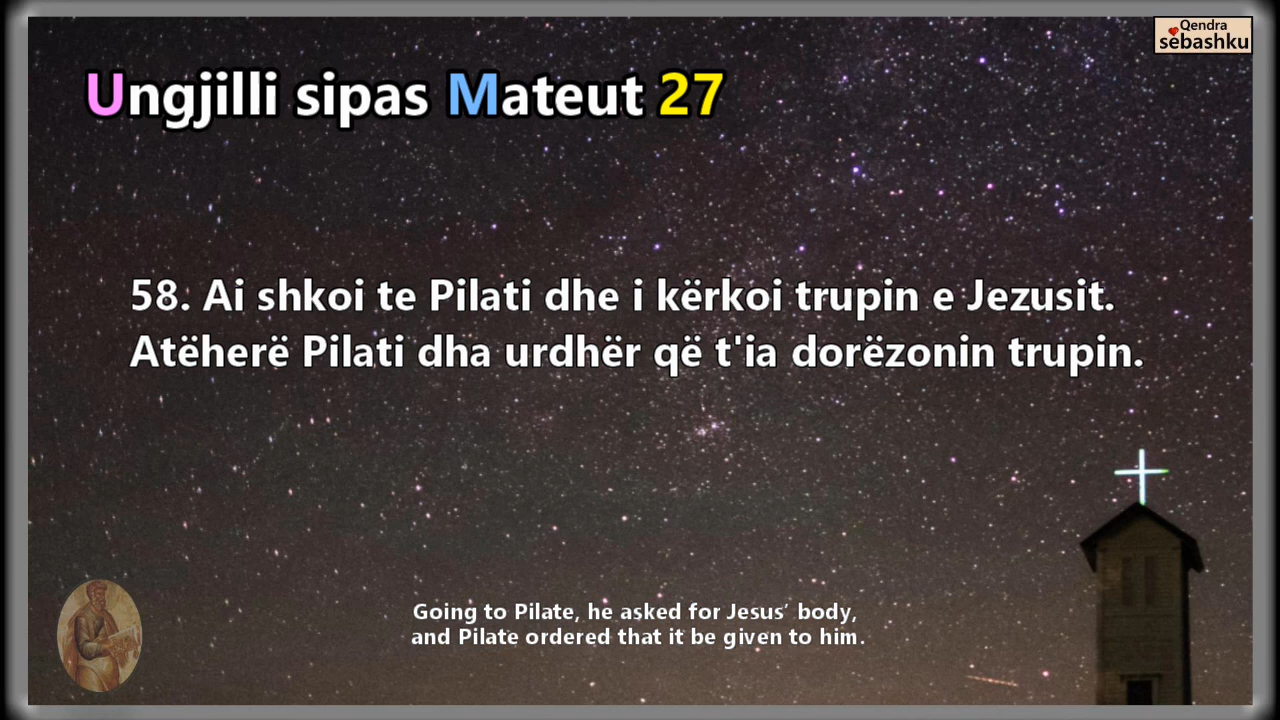 Qendra
sebashku
Ungjilli sipas Mateut 27
58. Ai shkoi te Pilati dhe i kërkoi trupin e Jezusit.
Atëherë Pilati dha urdhër që t'ia dorëzonin trupin.
Going to Pilate, he asked for Jesus’ body,
and Pilate ordered that it be given to him.